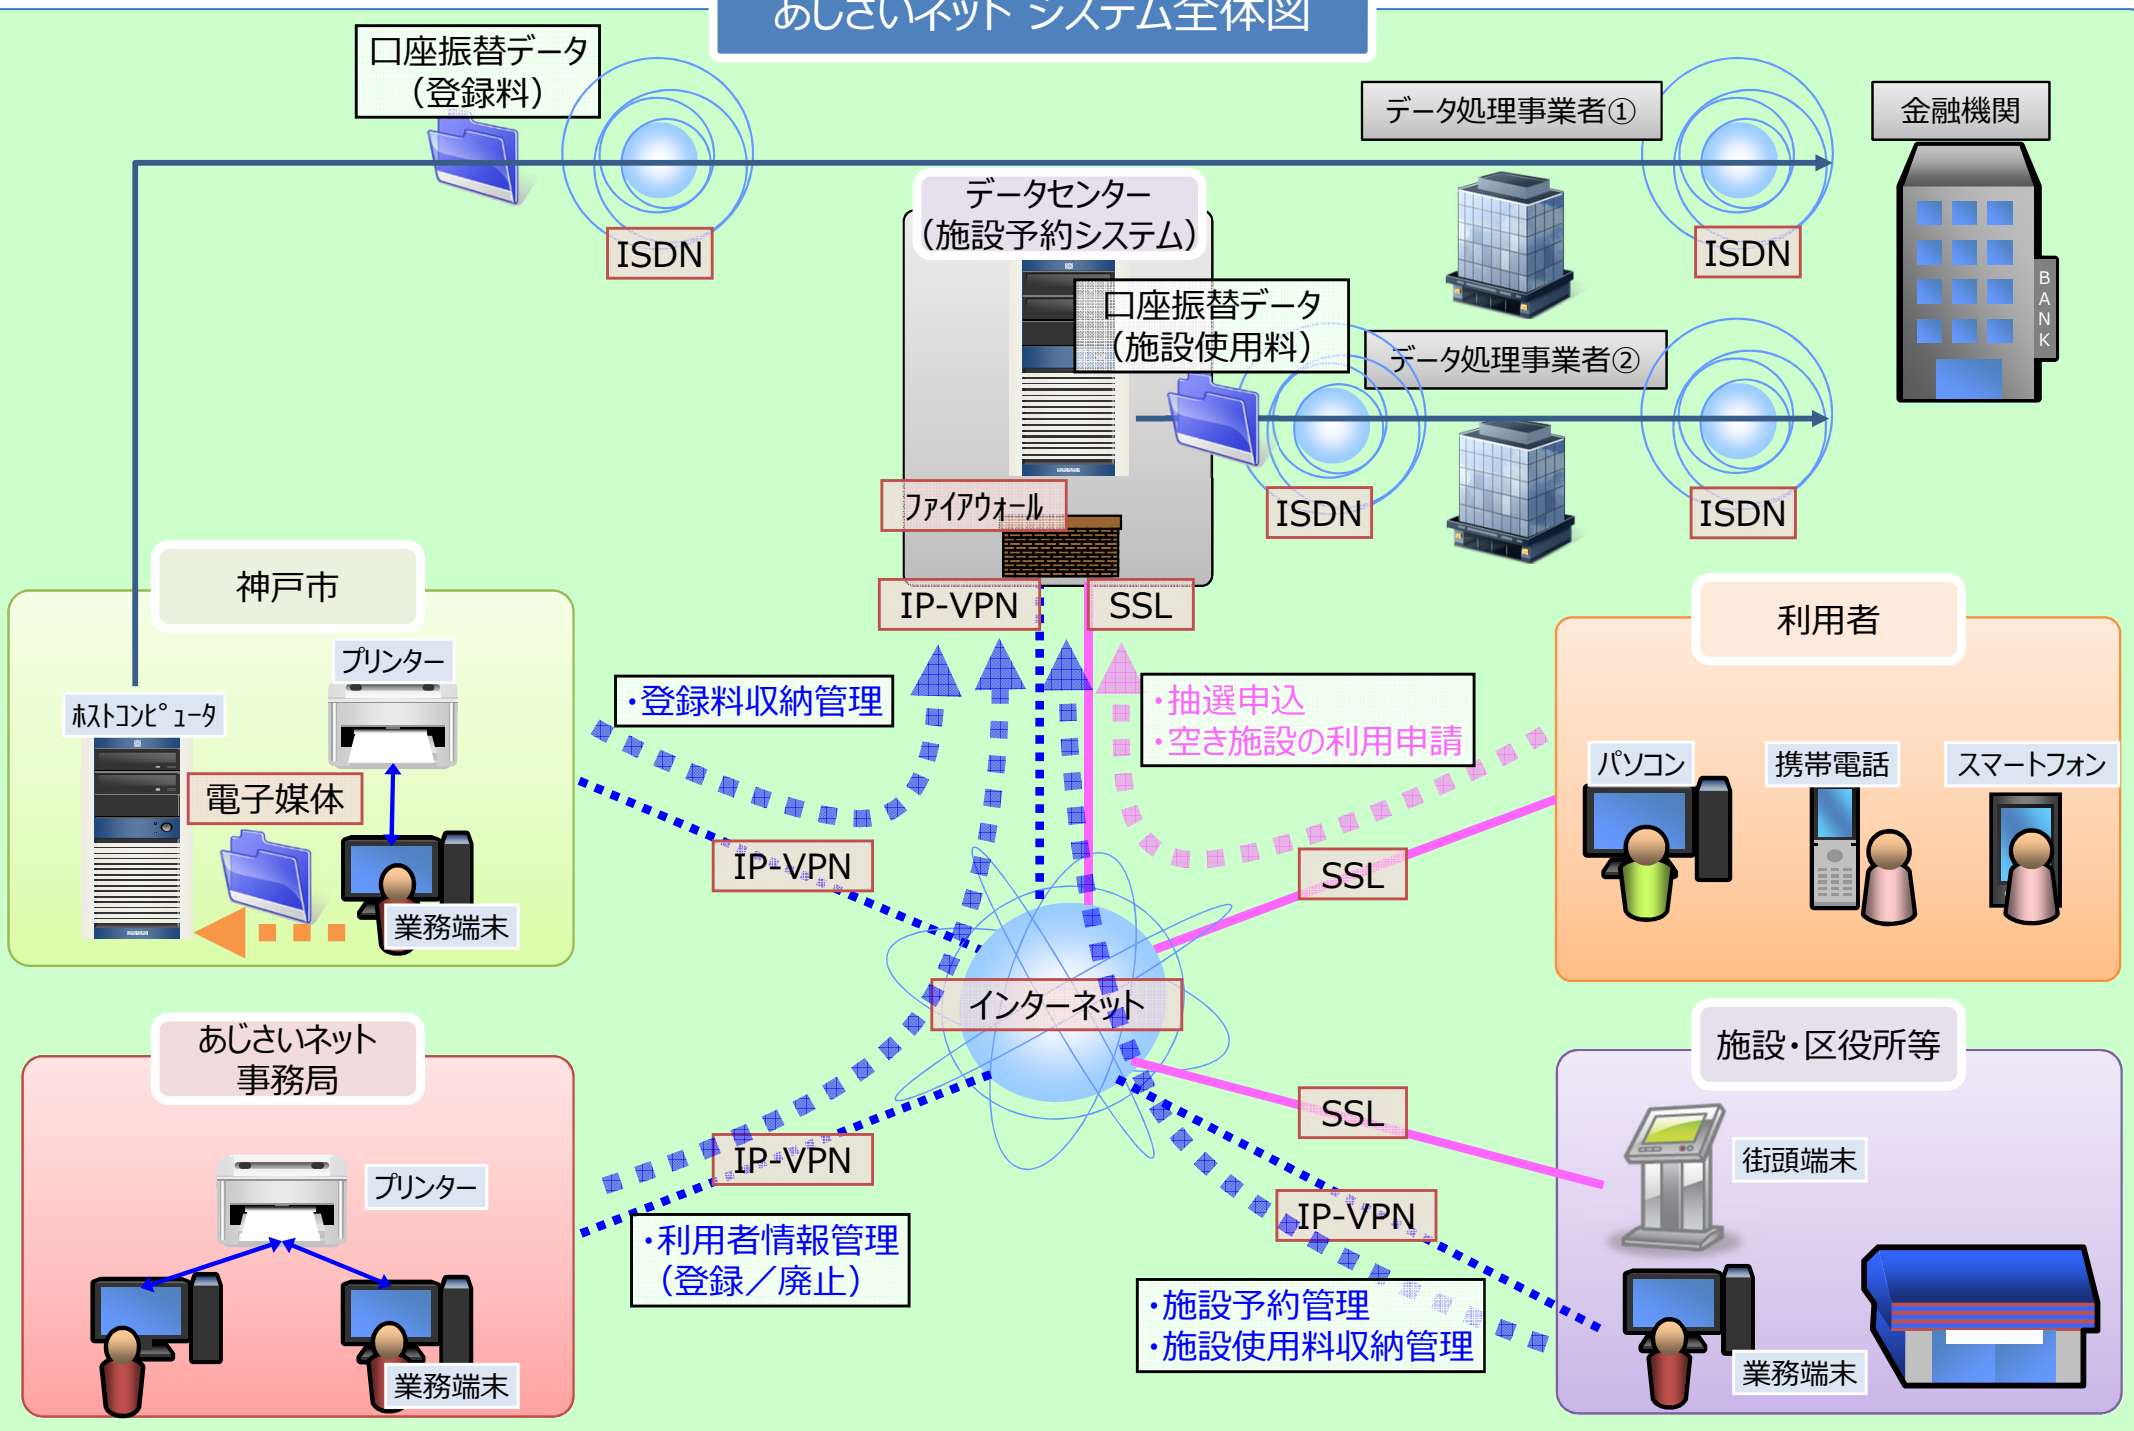 あじさいネット システム全体図
口座振替データ
（登録料）
データ処理事業者①
金融機関
ISDN
ISDN
BANK
データセンター
（施設予約システム）
口座振替データ
（施設使用料）
データ処理事業者②
ISDN
ISDN
ファイアウォール
IP-VPN
SSL
神戸市
プリンター
ホストコンピュータ
電子媒体
業務端末
・登録料収納管理
・抽選申込
・空き施設の利用申請
利用者
パソコン
携帯電話
スマートフォン
IP-VPN
SSL
インターネット
あじさいネット
事務局
プリンター
業務端末
IP-VPN
・利用者情報管理
（登録／廃止）
SSL
IP-VPN
・施設予約管理
・施設使用料収納管理
施設・区役所等
街頭端末
業務端末